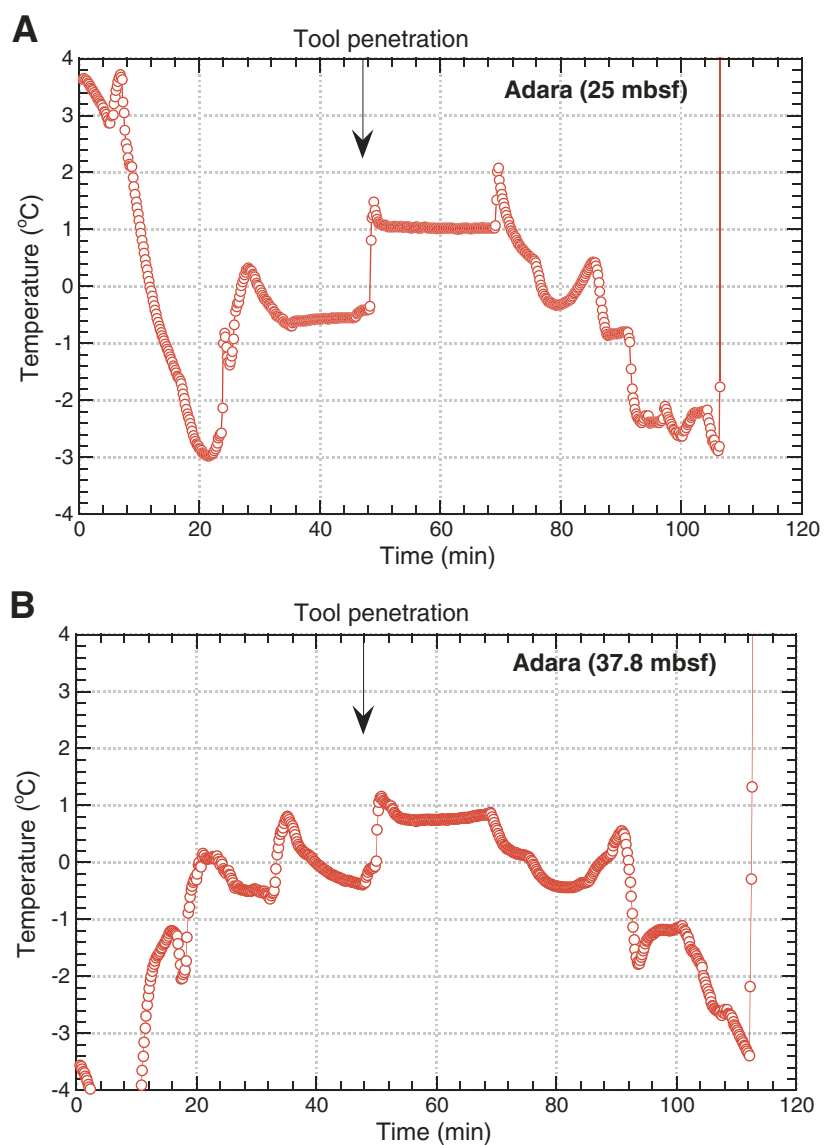 A
Tool penetration
Adara (25 mbsf)
4
3
2
1
0
-1
-2
-3
-4
Temperature (°C)
0 20 40 60 80 100 120
Time (min)
B
Tool penetration
Adara (37.8 mbsf)
4
3
2
1
0
-1
-2
-3
-4
Temperature (°C)
0 20 40 60 80 100 120
Time (min)